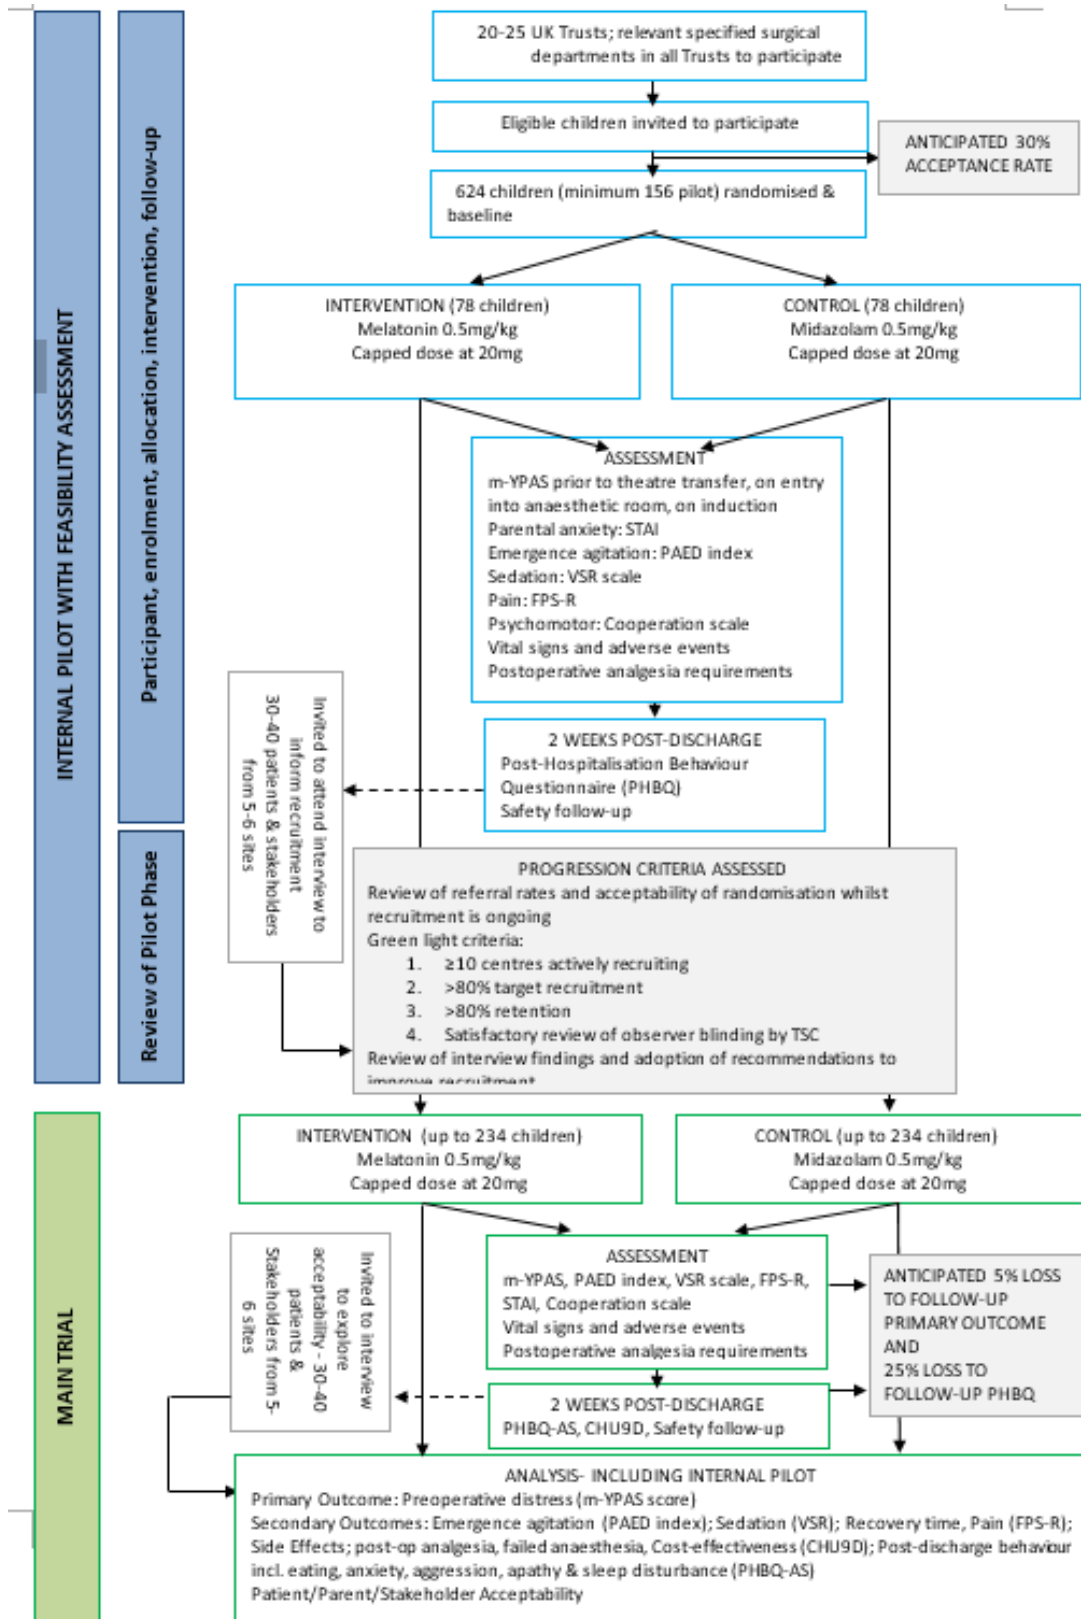 20-25 UK Trusts; relevant specified surgical
departments in all Trusts to participate
Eligible children invited to participate
ANTICIPATED 30%
ACCEPTANCE RATE
624 children (minimum 156 pilot) randomised &
baseline
INTERNAL PILOT WITH FEASIBILITY ASSESSMENT
Participant, enrolment, allocation, intervention, follow-up
INTERVENTION (78 children)
Melatonin 0.5mg/kg
Capped dose at 20mg
CONTROL (78 children)
Midazolam 0.5mg/kg
Capped dose at 20mg
ASSESSMENT
m-YPAS prior to theatre transfer, on entry
into anaesthetic room, on induction
Parental anxiety: STAI
Emergence agitation: PAED index
Sedation: VSR scale
Pain: FPS-R
Psychomotor: Cooperation scale
Vital signs and adverse events
Postoperative analgesia requirements
2 WEEKS POST-DISCHARGE
Post-Hospitalisation Behaviour
Questionnaire (PHBQ)
Safety follow-up
Invited to attend interview to
inform recruitment
30-40 patients & stakeholders
from 5-6 sites
Review of Pilot Phase
PROGRESSION CRITERIA ASSESSED
Review of referral rates and acceptability of randomisation whilst
recruitment is ongoing
Green light criteria:
1. ≥10 centres actively recruiting
2. >80% target recruitment
3. >80% retention
4. Satisfactory review of observer blinding by TSC
Review of interview findings and adoption of recommendations to
improve recruitment
MAIN TRIAL
INTERVENTION (up to 234 children)
Melatonin 0.5mg/kg
Capped dose at 20mg
CONTROL (up to 234 children)
Midazolam 0.5mg/kg
Capped dose at 20mg
ASSESSMENT
m-YPAS, PAED index, VSR scale, FPS-R,
STAI, Cooperation scale
Vital signs and adverse events
Postoperative analgesia requirements
ANTICIPATED 5% LOSS
TO FOLLOW-UP
PRIMARY OUTCOME
AND
25% LOSS TO
FOLLOW-UP PHBQ
Invited to interview
to explore
acceptability - 30-40
patients &
Stakeholders from 5-
6 sites
2 WEEKS POST-DISCHARGE
PHBQ-AS, CHU9D, Safety follow-up
ANALYSIS- INCLUDING INTERNAL PILOT
Primary Outcome: Preoperative distress (m-YPAS score)
Secondary Outcomes: Emergence agitation (PAED index); Sedation (VSR); Recovery time, Pain (FPS-R);
Side Effects; post-op analgesia, failed anaesthesia, Cost-effectiveness (CHU9D); Post-discharge behaviour
incl. eating, anxiety, aggression, apathy & sleep disturbance (PHBQ-AS)
Patient/Parent/Stakeholder Acceptability